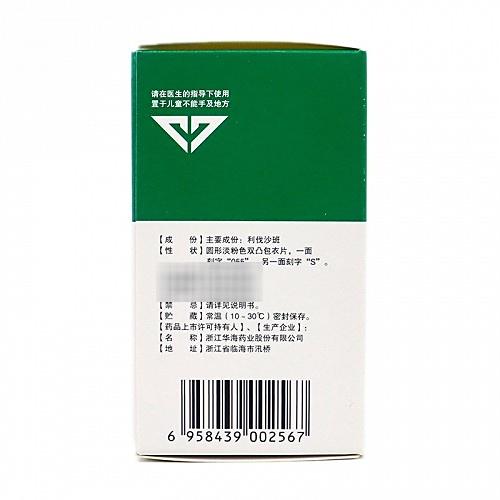 请在医生的指导下使用
置于儿童不能手及地方
【成 份】主要成份：利伐沙班
【性 状】圆形淡粉色双凸包衣片，一面
刻字 另一面刻字“S”。
【禁 忌】请详见说明书。
【贮 藏】常温（10～30℃）密封保存。
【药品上市许可持有人】、【生产企业】：
【名 称】浙江华海药业股份有限公司
【地 址】浙江省临海市汛桥
6 958439 002567